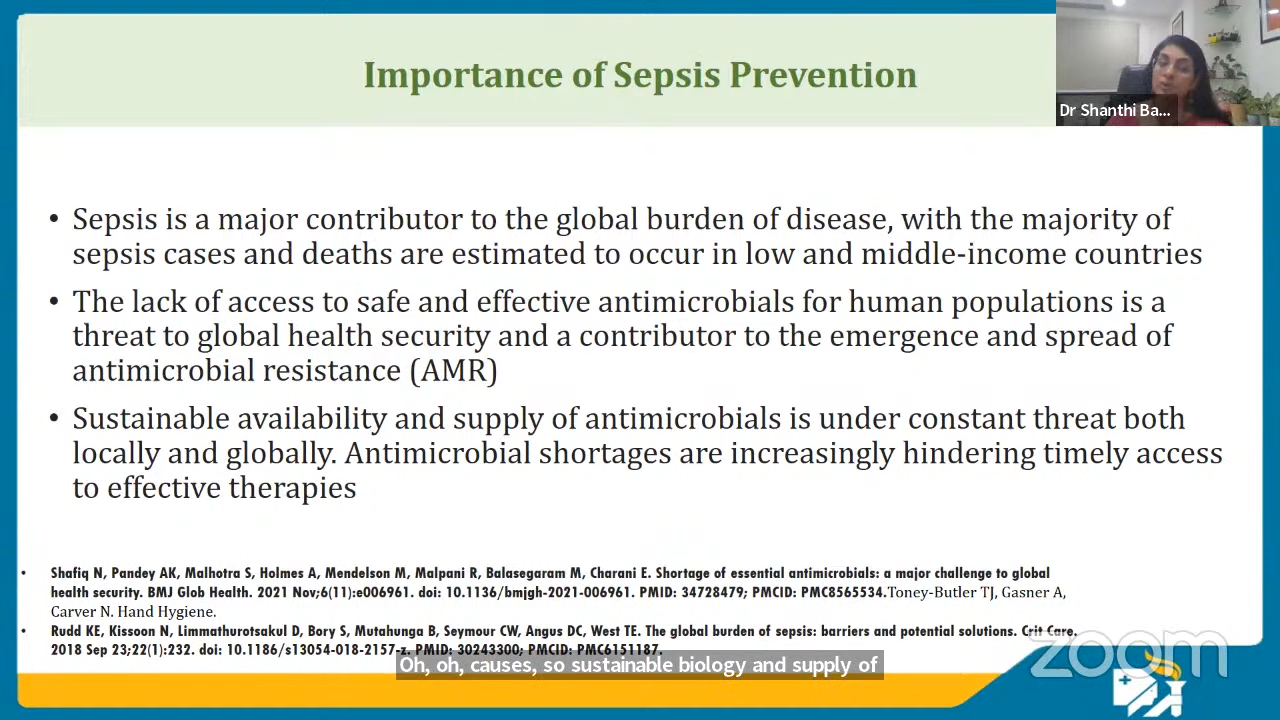 Importance of Sepsis Prevention
Dr Shanthi Ba...
• Sepsis is a major contributor to the global burden of disease, with the majority of
sepsis cases and deaths are estimated to occur in low and middle-income countries
• The lack of access to safe and effective antimicrobials for human populations is a
threat to global health security and a contributor to the emergence and spread of
antimicrobial resistance (AMR)
• Sustainable availability and supply of antimicrobials is under constant threat both
locally and globally. Antimicrobial shortages are increasingly hindering timely access
to effective therapies
• Shafiq N, Pandey AK, Malhotra S, Holmes A, Mendelson M, Malpani R, Balasegaram M, Charani E. Shortage of essential antimicrobials: a major challenge to global
health security. BMJ Glob Health. 2021 Nov;6(11):e006961. doi: 10.1136/bmjgh-2021-006961. PMID: 34728479; PMCID: PMC8565534.Toney-Butler TJ, Gasner A,
Carver N. Hand Hygiene.
• Rudd KE, Kissoon N, Limmathurotsakul D, Bory S, Mutahunga B, Seymour CW, Angus DC, West TE. The global burden of sepsis: barriers and potential solutions. Crit Care.
2018 Sep 23;22(1):232. doi: 10.1186/s13054-018-2157-z. PMID: 30243300; PMCID: PMC6151187.
Oh, oh, causes, so sustainable biology and supply of
zoom